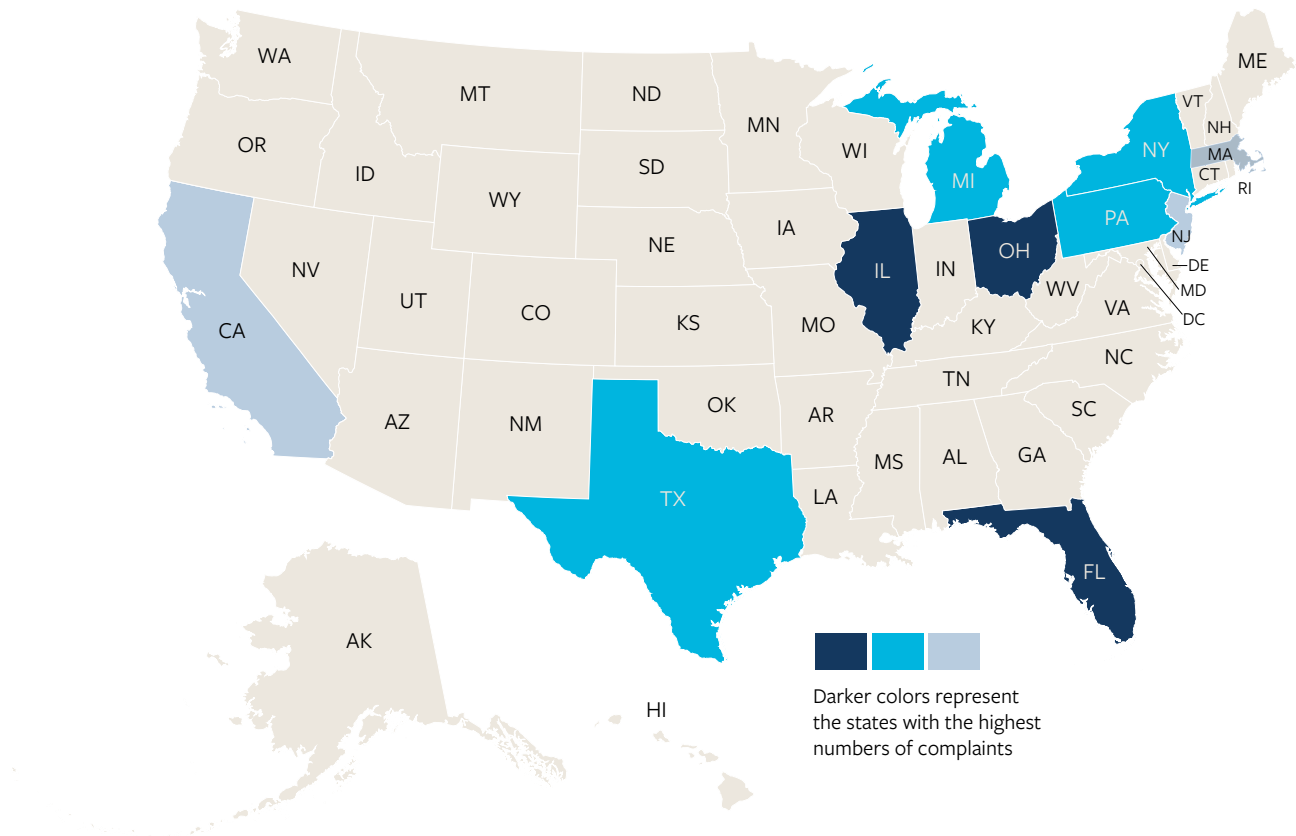 WA
MT
ND
MN
ME
VT
NH
OR
ID
SD
WI
MI
NY
MA
CT
RI
WY
IA
NE
PA
NV
UT
CO
IL
IN
OH
NJ
DE
MD
DC
WV
VA
CA
KS
MO
KY
NC
AZ
NM
OK
AR
TN
SC
TX
LA
MS
AL
GA
FL
AK
HI
Darker colors represent
the states with the highest
numbers of complaints